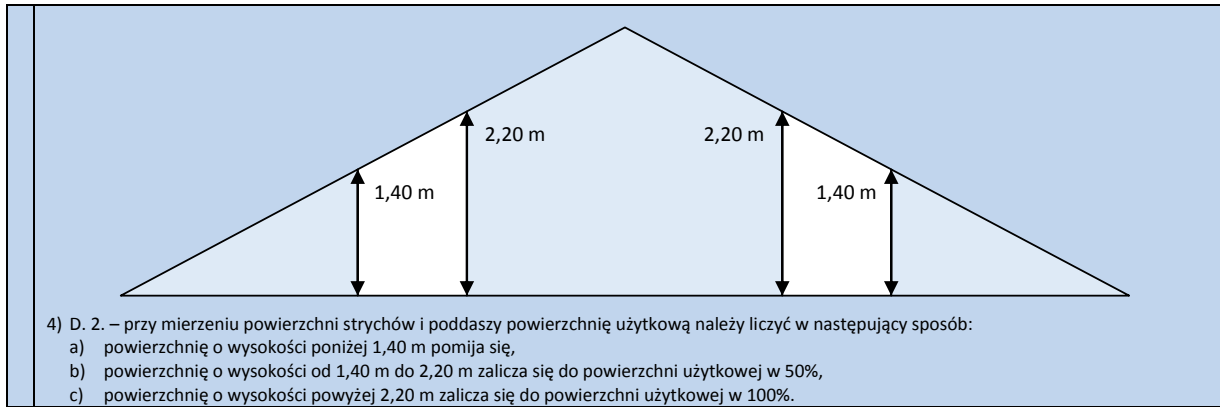 2,20 m
2,20 m
1,40 m
1,40 m
4) D. 2. – przy mierzeniu powierzchni strychów i poddaszy powierzchnię użytkową należy liczyć w następujący sposób:
a) powierzchnię o wysokości poniżej 1,40 m pomija się,
b) powierzchnię o wysokości od 1,40 m do 2,20 m zalicza się do powierzchni użytkowej w 50%,
c) powierzchnię o wysokości powyżej 2,20 m zalicza się do powierzchni użytkowej w 100%.